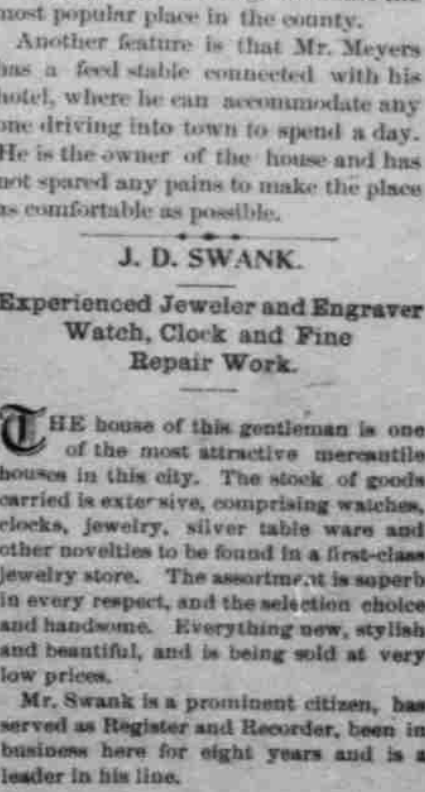 most popular place in the county.
Another feature is that Mr. Meyers
has a feed stable connected with his
hotel, where he can accommodate any
one driving into town to spend a day.
He is the owner of the house and has
not spared any pains to make the place
as comfortable as possible.
J. D. SWANK.
Experienced Jeweler and Engraver
Watch, Clock and Fine
Repair Work.
THE house of this gentleman is one
of the most attractive mercantile
houses in this city. The stock of goods
carried is extersive, comprising watches,
clocks, jewelry, silver table ware and
other novelties to be found in a first-class
jewelry store. The assortment is superb
in every respect, and the selection choice
and handsome. Everything new, stylish
and beautiful, and is being sold at very
low prices.
Mr. Swank is a prominent citizen, has
served as Register and Recorder, been in
business here for eight years and is a
leader in his line.